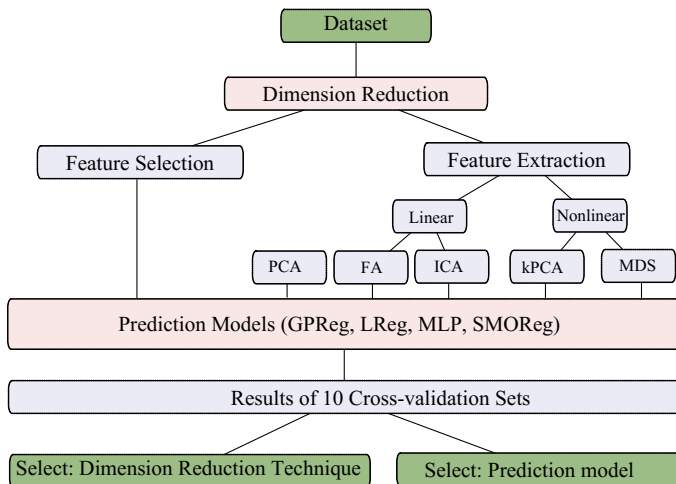 Dataset
Dimension Reduction
Feature Selection
Feature Extraction
Linear
Nonlinear
PCA
FA
ICA
kPCA
MDS
Prediction Models (GPReg, LReg, MLP, SMOReg)
Results of 10 Cross-validation Sets
Select: Dimension Reduction Technique
Select: Prediction model